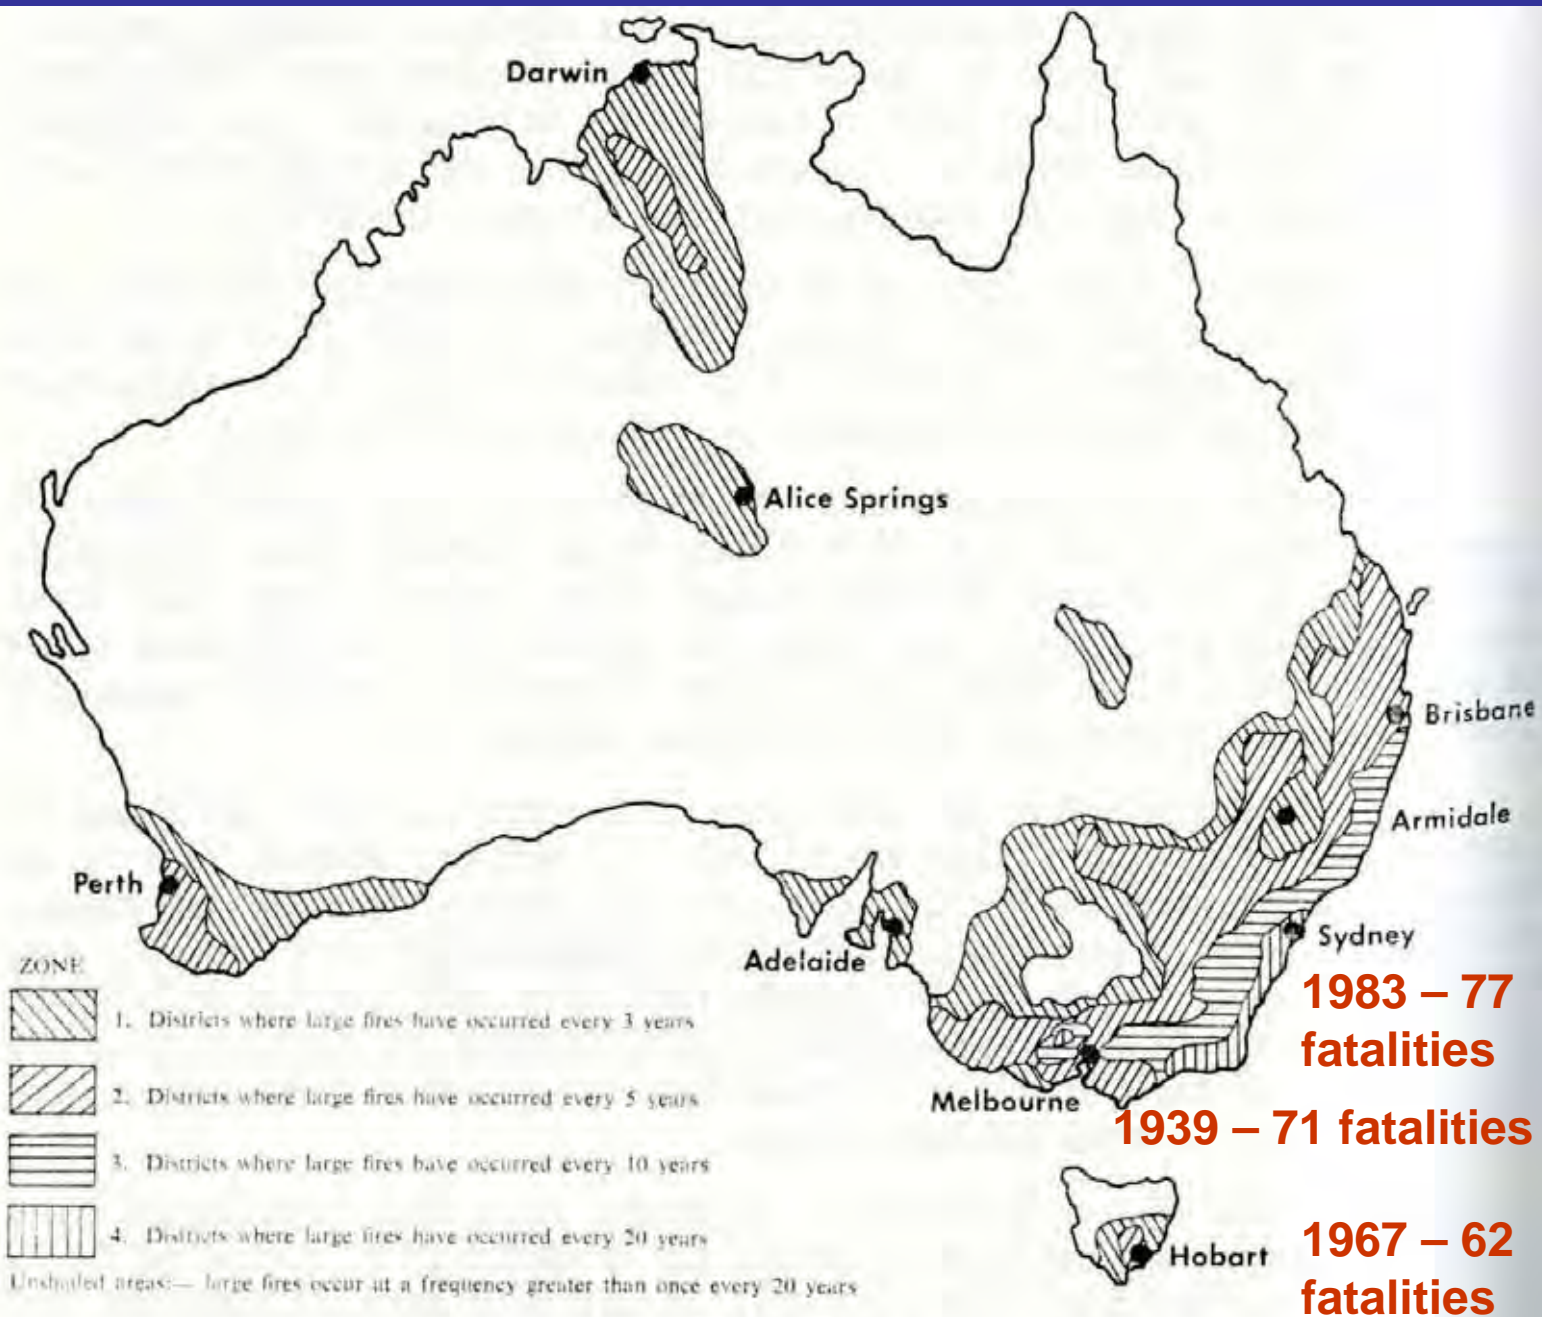 Darwin
Alice Springs
Brisbane
Armidale
Perth
Adelaide
Sydney
ZONE
1983 – 77
fatalities
1. Districts where large fires have occurred every 3 years
2. Districts where large fires have occurred every 5 years
Melbourne
1939 – 71 fatalities
3. Districts where large fires have occurred every 10 years
4. Districts where large fires have occurred every 20 years
Hobart
1967 – 62
fatalities
Unshaded areas:— large fires occur at a frequency greater than once every 20 years